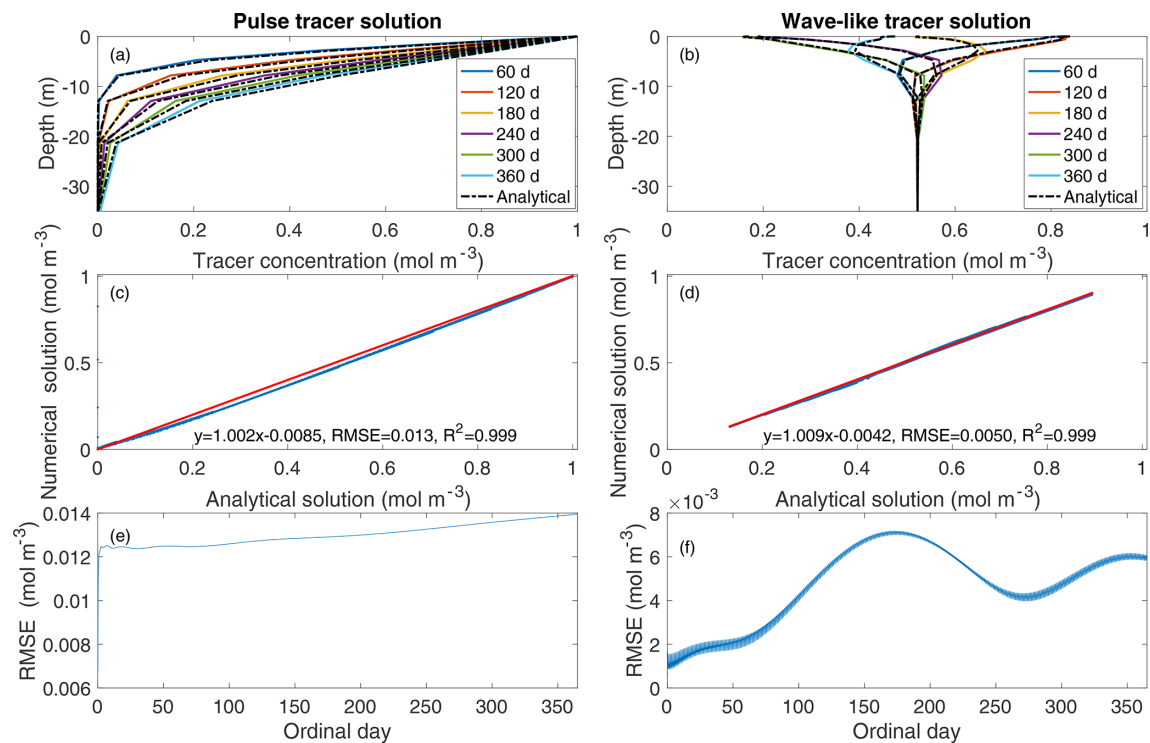 Pulse tracer solution
(a)
0
-10
-20
-30
Depth (m)
60 d
120 d
180 d
240 d
300 d
360 d
Analytical
0 0.2 0.4 0.6 0.8 1
Tracer concentration (mol m⁻³)
Wave-like tracer solution
(b)
0
-10
-20
-30
Depth (m)
60 d
120 d
180 d
240 d
300 d
360 d
Analytical
0 0.2 0.4 0.6 0.8 1
Tracer concentration (mol m⁻³)
(c)
1
0.5
0
Numerical solution (mol m⁻³)
y=1.002x-0.0085, RMSE=0.013, R²=0.999
0 0.2 0.4 0.6 0.8 1
Analytical solution (mol m⁻³)
(d)
1
0.5
0
Numerical solution (mol m⁻³)
y=1.009x-0.0042, RMSE=0.0050, R²=0.999
0 0.2 0.4 0.6 0.8 1
Analytical solution (mol m⁻³)
(e)
0.014
0.012
0.01
0.008
0.006
RMSE (mol m⁻³)
0 50 100 150 200 250 300 350
Ordinal day
×10⁻³
(f)
8
6
4
2
0
RMSE (mol m⁻³)
0 50 100 150 200 250 300 350
Ordinal day